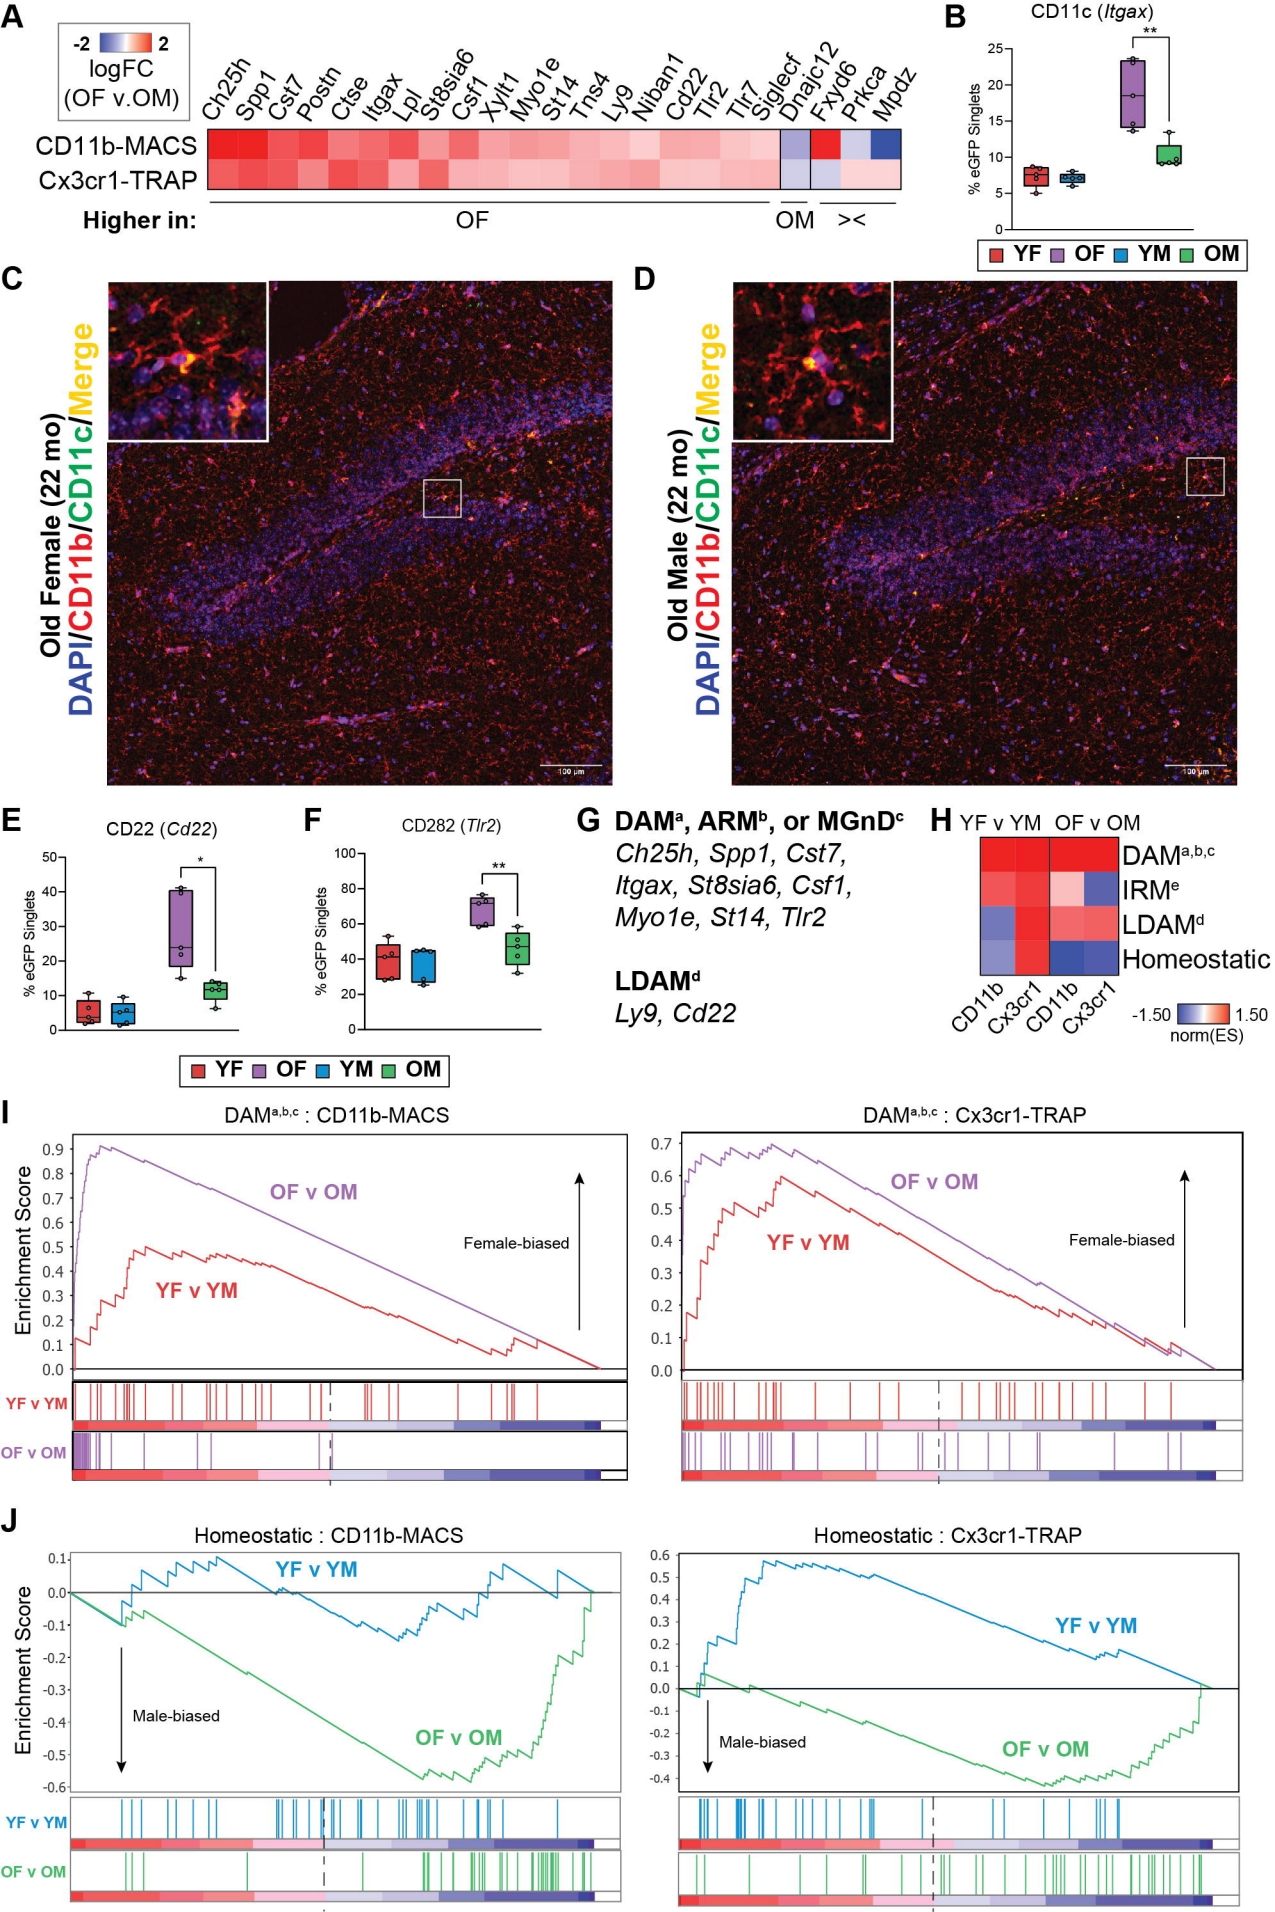 A
-2 2
logFC
(OF v.OM)
Ch25h Spp1 Cst7 Postn Ctse Itgax Lpl St8sia6 Csf1 Xylt1 Myo1e St14 Tns4 Ly9 Niban1 Cd22 Tlr2 Tlr7 Siglecf Dnajc12 Fxyd6 Prkca Mpdz
CD11b-MACS
Cx3cr1-TRAP
Higher in: OF OM ><
B
CD11c (Itgax)
**
% eGFP Singlets
25
20
15
10
5
0
YF OF YM OM
C
Old Female (22 mo)
DAPI/CD11b/CD11c/Merge
100 µm
D
Old Male (22 mo)
DAPI/CD11b/CD11c/Merge
100 µm
E
CD22 (Cd22)
*
% eGFP Singlets
50
40
30
20
10
0
F
CD282 (Tlr2)
**
% eGFP Singlets
100
80
60
40
20
0
YF OF YM OM
G
DAMa, ARMb, or MGnDc
Ch25h, Spp1, Cst7,
Itgax, St8sia6, Csf1,
Myo1e, St14, Tlr2
LDAMd
Ly9, Cd22
H
YF v YM OF v OM
DAMa,b,c
IRMe
LDAMd
Homeostatic
CD11b Cx3cr1 CD11b Cx3cr1
-1.50 1.50
norm(ES)
I
DAMa,b,c : CD11b-MACS
Enrichment Score
0.9
0.8
0.7
0.6
0.5
0.4
0.3
0.2
0.1
0.0
OF v OM
YF v YM
Female-biased
YF v YM
OF v OM
DAMa,b,c : Cx3cr1-TRAP
0.7
0.6
0.5
0.4
0.3
0.2
0.1
0.0
OF v OM
YF v YM
Female-biased
J
Homeostatic : CD11b-MACS
Enrichment Score
0.1
0.0
-0.1
-0.2
-0.3
-0.4
-0.5
-0.6
YF v YM
Male-biased
OF v OM
YF v YM
OF v OM
Homeostatic : Cx3cr1-TRAP
0.6
0.5
0.4
0.3
0.2
0.1
0.0
-0.1
-0.2
-0.3
-0.4
YF v YM
Male-biased
OF v OM